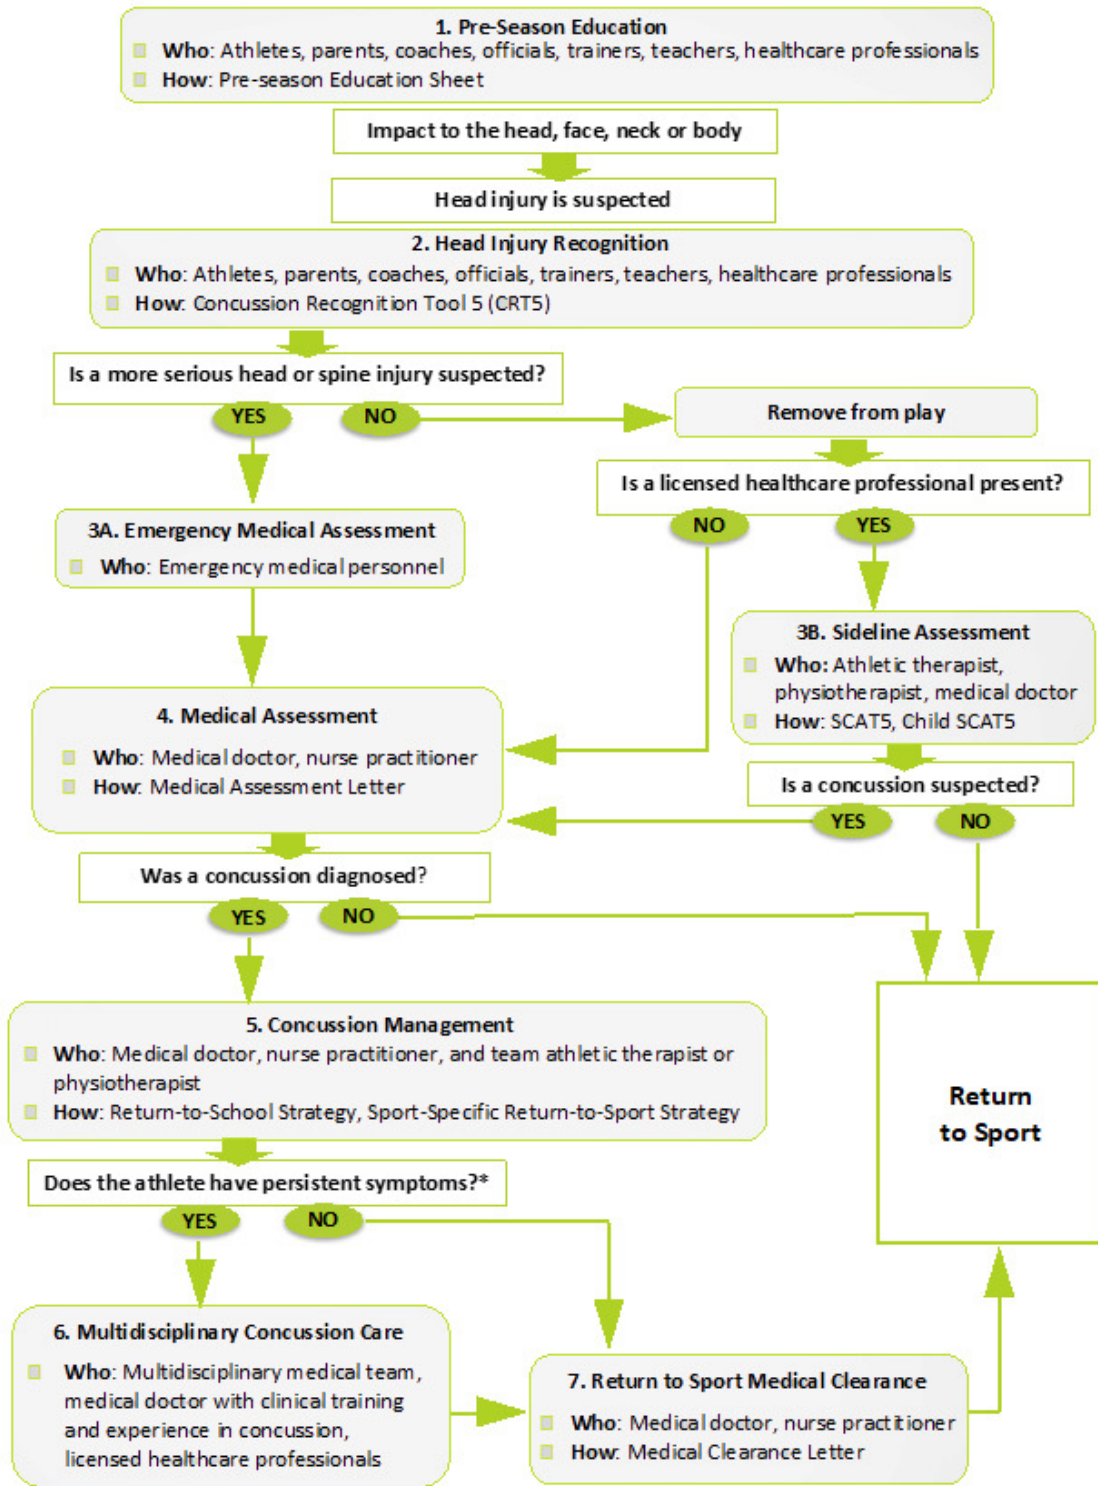 1. Pre-Season Education
Who: Athletes, parents, coaches, officials, trainers, teachers, healthcare professionals
How: Pre-season Education Sheet
Impact to the head, face, neck or body
Head injury is suspected
2. Head Injury Recognition
Who: Athletes, parents, coaches, officials, trainers, teachers, healthcare professionals
How: Concussion Recognition Tool 5 (CRT5)
Is a more serious head or spine injury suspected?
YES
NO
Remove from play
Is a licensed healthcare professional present?
NO
YES
3A. Emergency Medical Assessment
Who: Emergency medical personnel
3B. Sideline Assessment
Who: Athletic therapist,
physiotherapist, medical doctor
How: SCAT5, Child SCAT5
Is a concussion suspected?
YES
NO
4. Medical Assessment
Who: Medical doctor, nurse practitioner
How: Medical Assessment Letter
Was a concussion diagnosed?
YES
NO
5. Concussion Management
Who: Medical doctor, nurse practitioner, and team athletic therapist or
physiotherapist
How: Return-to-School Strategy, Sport-Specific Return-to-Sport Strategy
Does the athlete have persistent symptoms?*
YES
NO
6. Multidisciplinary Concussion Care
Who: Multidisciplinary medical team,
medical doctor with clinical training
and experience in concussion,
licensed healthcare professionals
7. Return to Sport Medical Clearance
Who: Medical doctor, nurse practitioner
How: Medical Clearance Letter
Return
to Sport